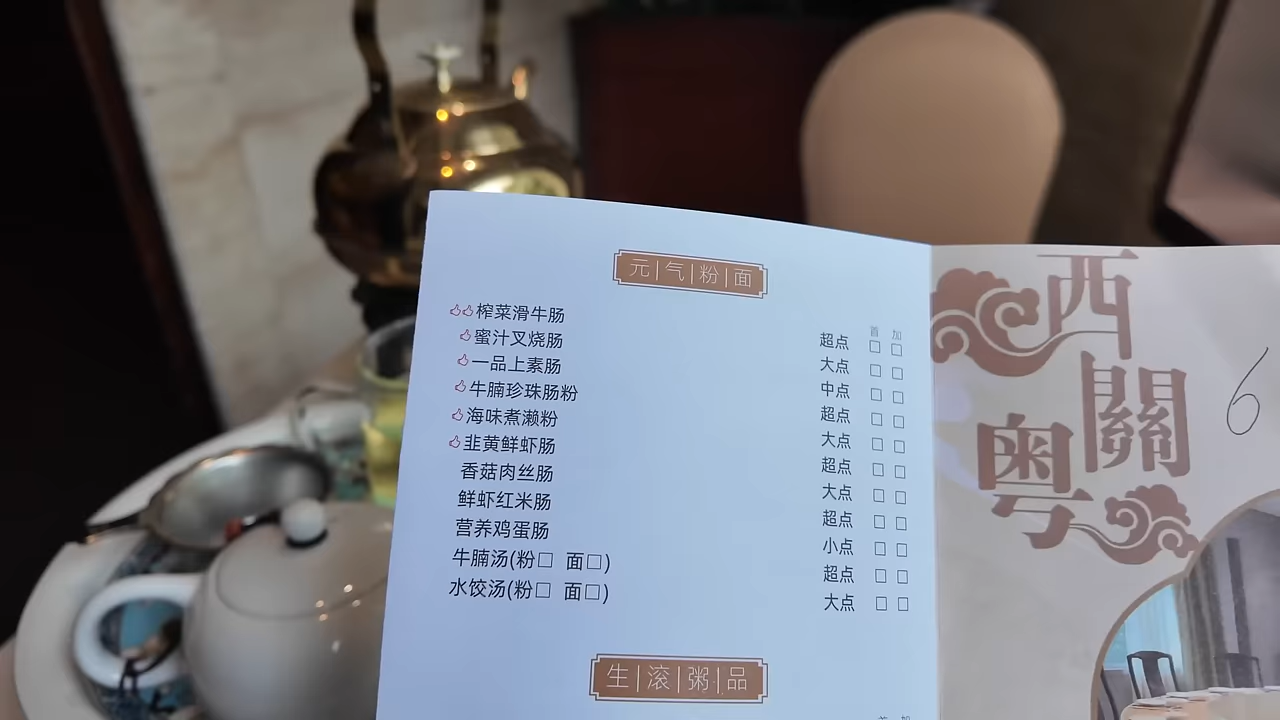 元气粉面
首 加
榨菜滑牛肠 超点 □ □
蜜汁叉烧肠 大点 □ □
一品上素肠 中点 □ □
牛腩珍珠肠粉 超点 □ □
海味煮濑粉 大点 □ □
韭黄鲜虾肠 超点 □ □
香菇肉丝肠 大点 □ □
鲜虾红米肠 超点 □ □
营养鸡蛋肠 小点 □ □
牛腩汤(粉□ 面□) 超点 □ □
水饺汤(粉□ 面□) 大点 □ □
生滚粥品
首 加
西關
粤
6